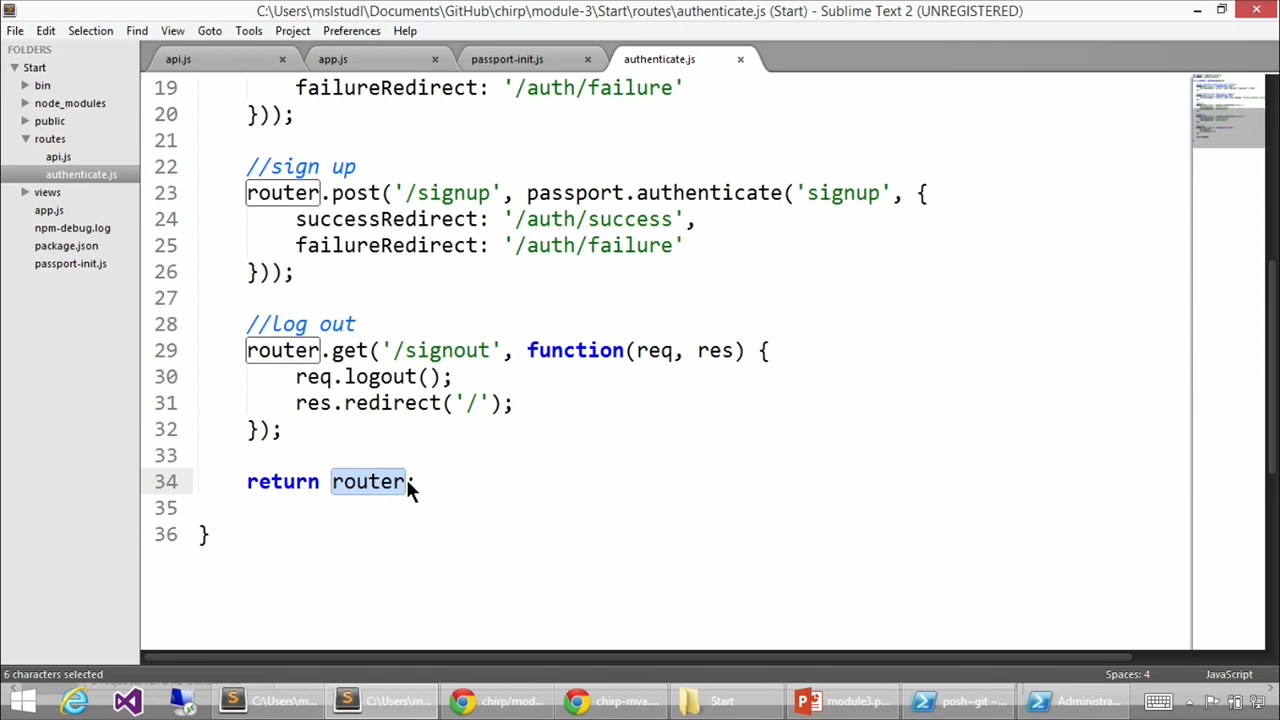 C:\Users\mslstudl\Documents\GitHub\chirp\module-3\Start\routes\authenticate.js (Start) - Sublime Text 2 (UNREGISTERED)
File Edit Selection Find View Goto Tools Project Preferences Help
FOLDERS
Start
bin
node_modules
public
routes
api.js
authenticate.js
views
app.js
npm-debug.log
package.json
passport-init.js
api.js app.js passport-init.js authenticate.js
19 failureRedirect: '/auth/failure'
20 }));
21
22 //sign up
23 router.post('/signup', passport.authenticate('signup', {
24 successRedirect: '/auth/success',
25 failureRedirect: '/auth/failure'
26 }));
27
28 //log out
29 router.get('/signout', function(req, res) {
30 req.logout();
31 res.redirect('/');
32 });
33
34 return router;
35
36 }
6 characters selected Spaces: 4 JavaScript
C:\Users\m... C:\Users\m... chirp/mod... chirp-mva.... Start module3.p... posh~git ~... Administra...